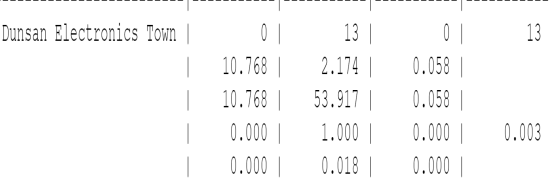 -------------------------|-----------|-----------|-----------|-----------
Dunsan Electronics Town | 0 | 13 | 0 | 13
| 10.768 | 2.174 | 0.058 |
| 10.768 | 53.917 | 0.058 |
| 0.000 | 1.000 | 0.000 | 0.003
| 0.000 | 0.018 | 0.000 |